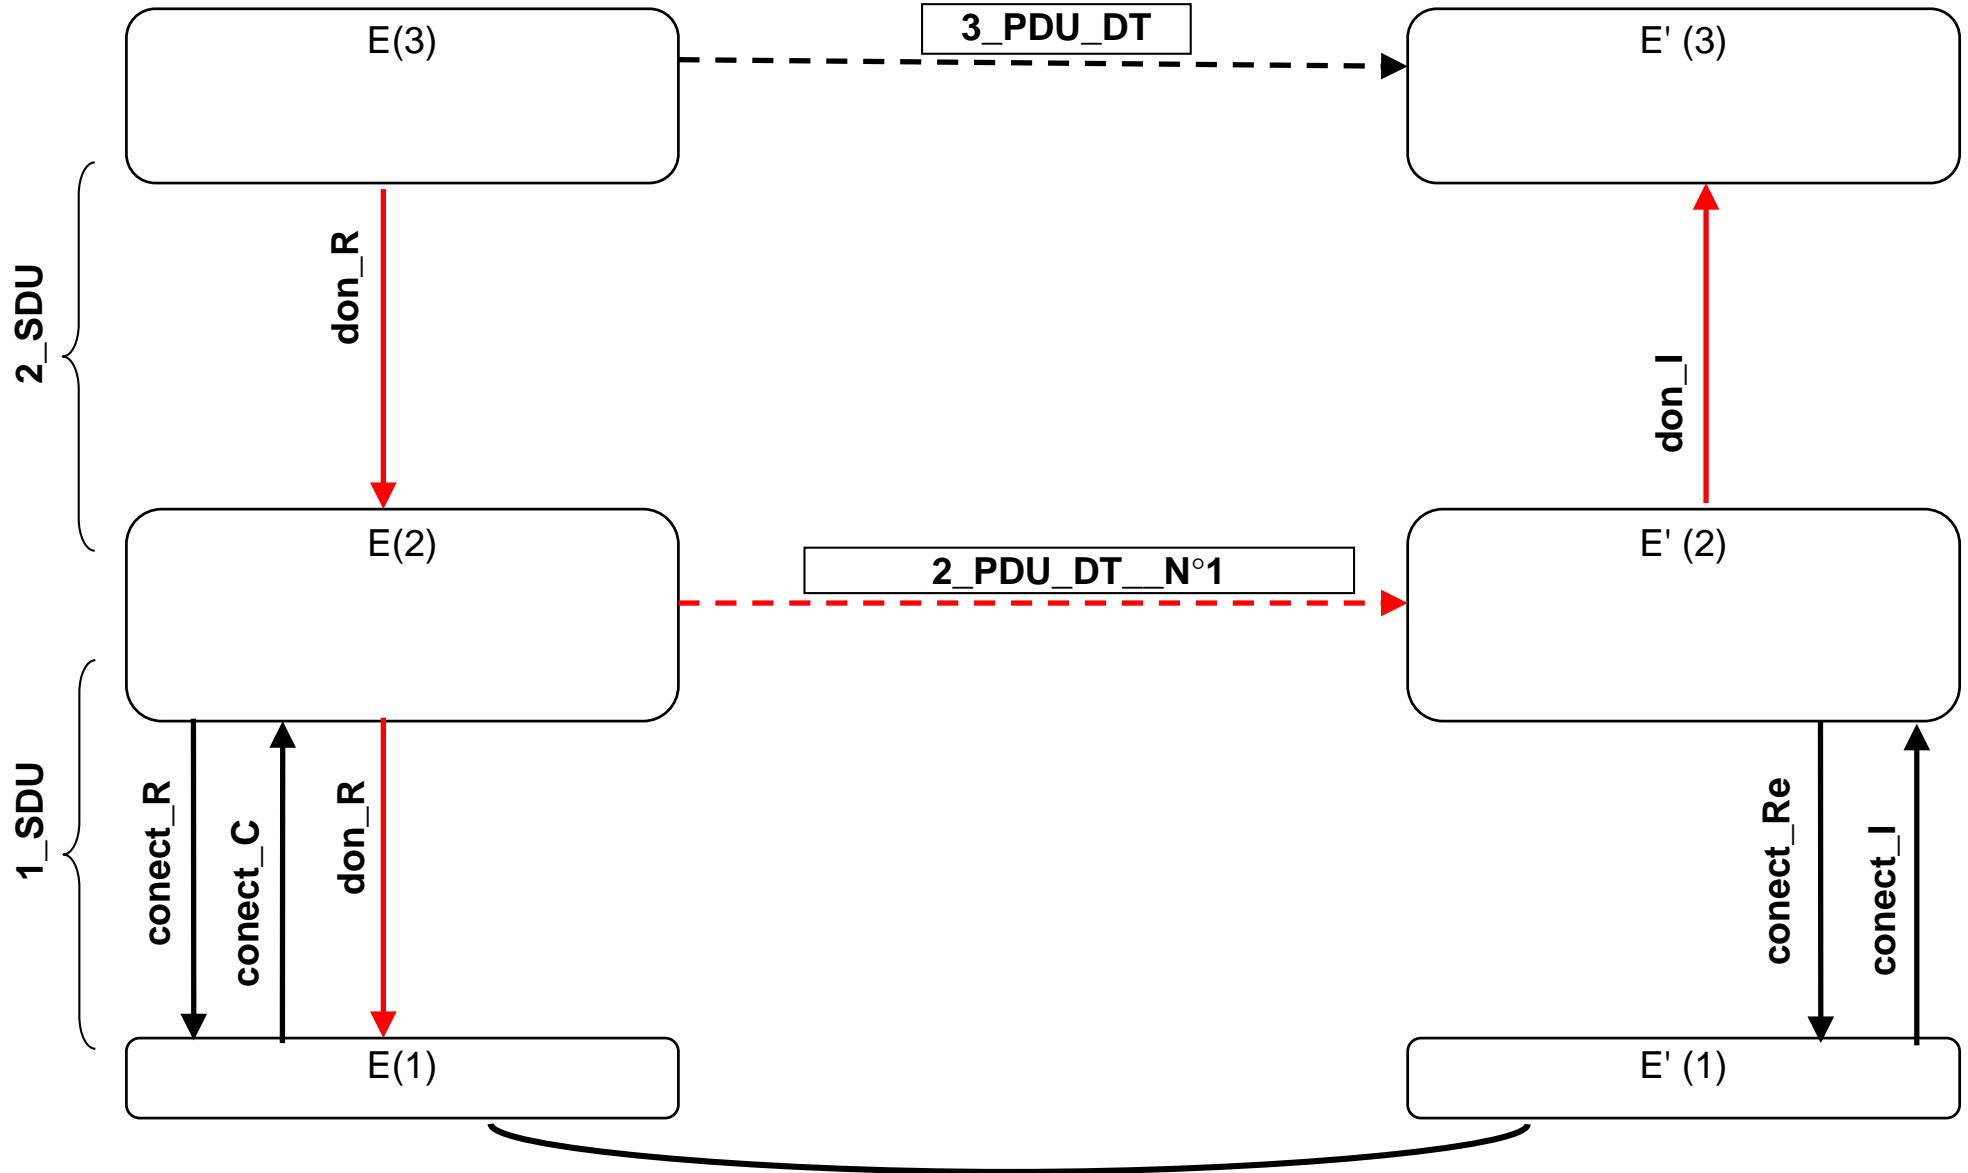 E(3)
3_PDU_DT
E' (3)
2_SDU
don_R
don_I
E(2)
2_PDU_DT__N°1
E' (2)
1_SDU
conect_R
conect_C
don_R
conect_Re
conect_I
E(1)
E' (1)